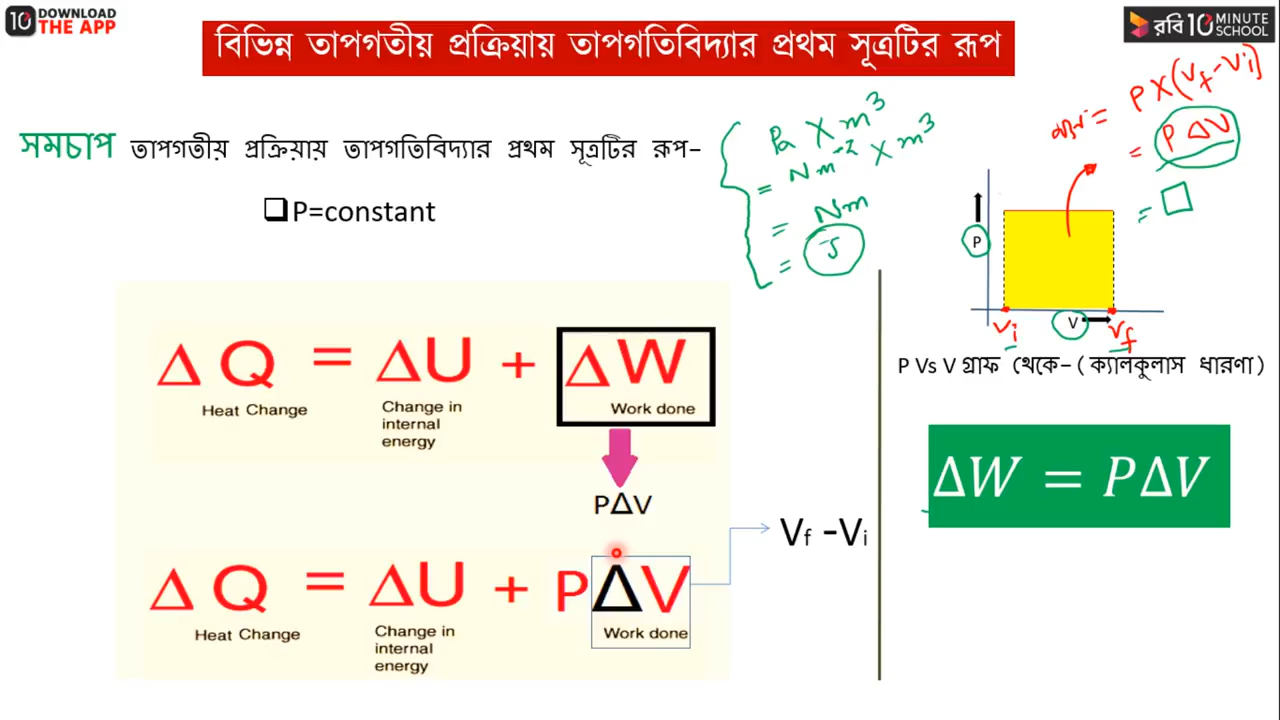 10 DOWNLOAD
THE APP
বিভিন্ন তাপগতীয় প্রক্রিয়ায় তাপগতিবিদ্যার প্রথম সূত্রটির রূপ
রবি 10 MINUTE
SCHOOL
সমচাপ তাপগতীয় প্রক্রিয়ায় তাপগতিবিদ্যার প্রথম সূত্রটির রূপ–
❑P=constant
Pa × m³
= Nm⁻² × m³
= Nm
= J
= P × (Vf - Vi)
= P ΔV
= □
P
V
Vi
Vf
P Vs V গ্রাফ থেকে– ( ক্যালকুলাস ধারণা )
Δ Q = ΔU + ΔW
Heat Change
Change in
internal
energy
Work done
PΔV
Δ Q = ΔU + PΔV
Heat Change
Change in
internal
energy
Work done
Vf -Vi
ΔW = PΔV